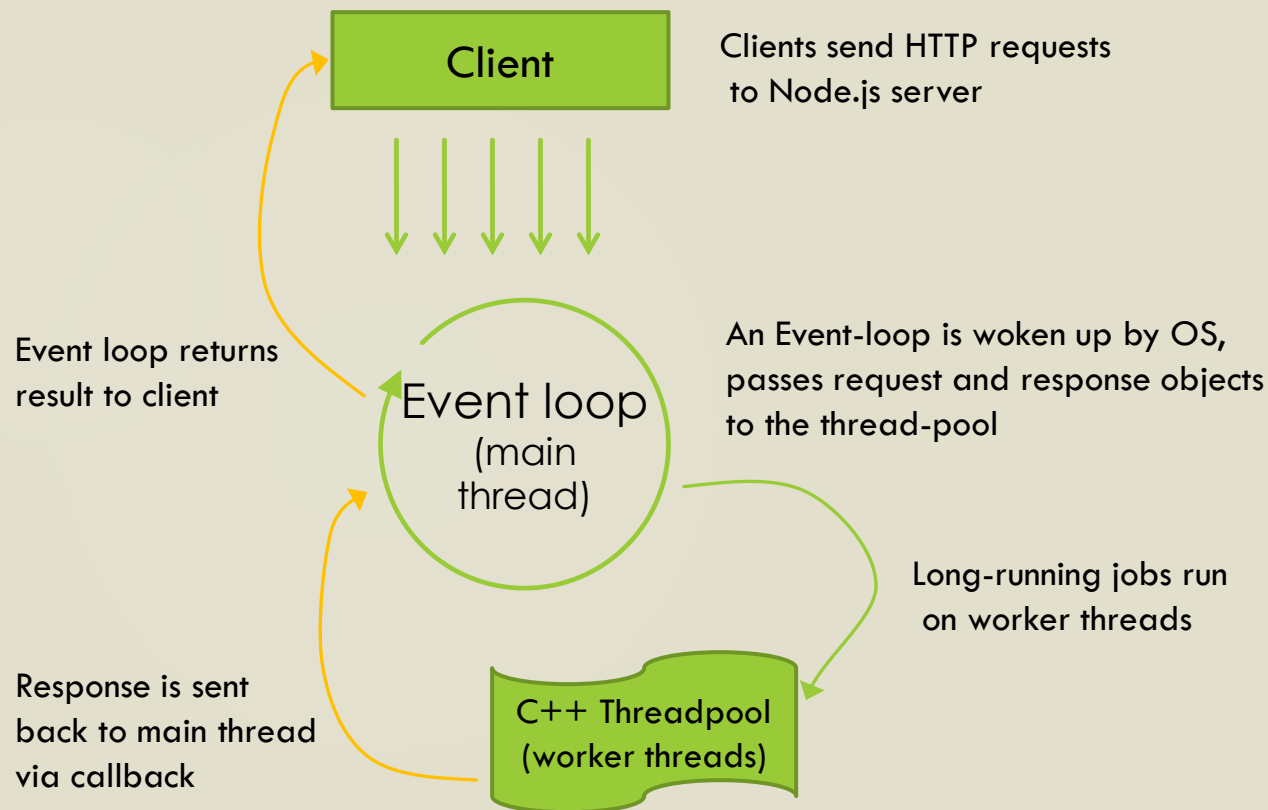 Client
Clients send HTTP requests
to Node.js server
Event loop returns
result to client
Event loop
(main
thread)
An Event-loop is woken up by OS,
passes request and response objects
to the thread-pool
Long-running jobs run
on worker threads
Response is sent
back to main thread
via callback
C++ Threadpool
(worker threads)